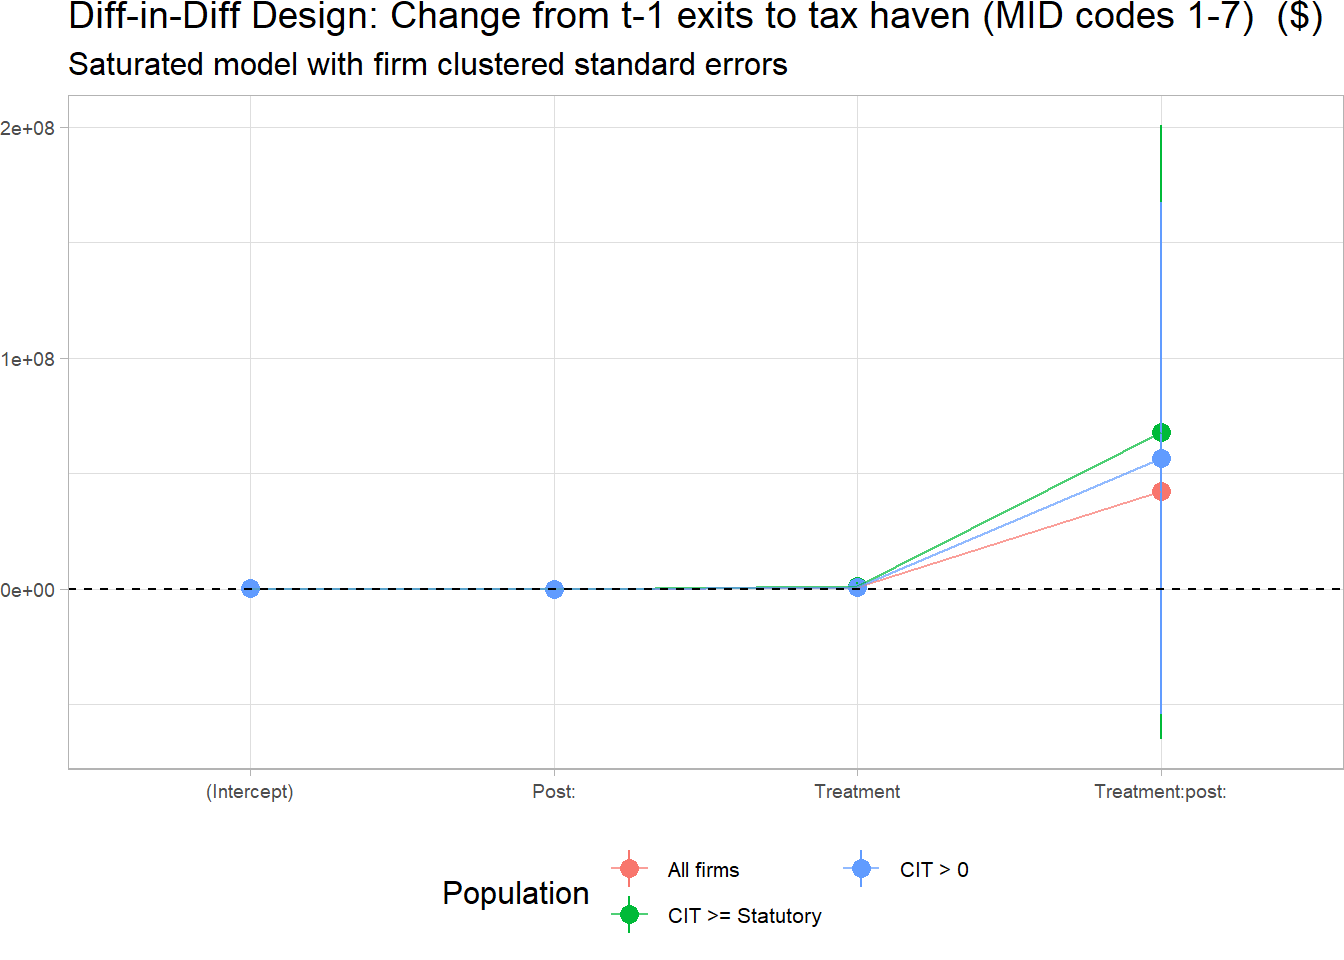 Diff-in-Diff Design: Change from t-1 exits to tax haven (MID codes 1-7)  ($)
Saturated model with firm clustered standard errors
2e+08
1e+08
0e+00
(Intercept)
Post:
Treatment
Treatment:post:
Population
All firms
CIT >= Statutory
CIT > 0